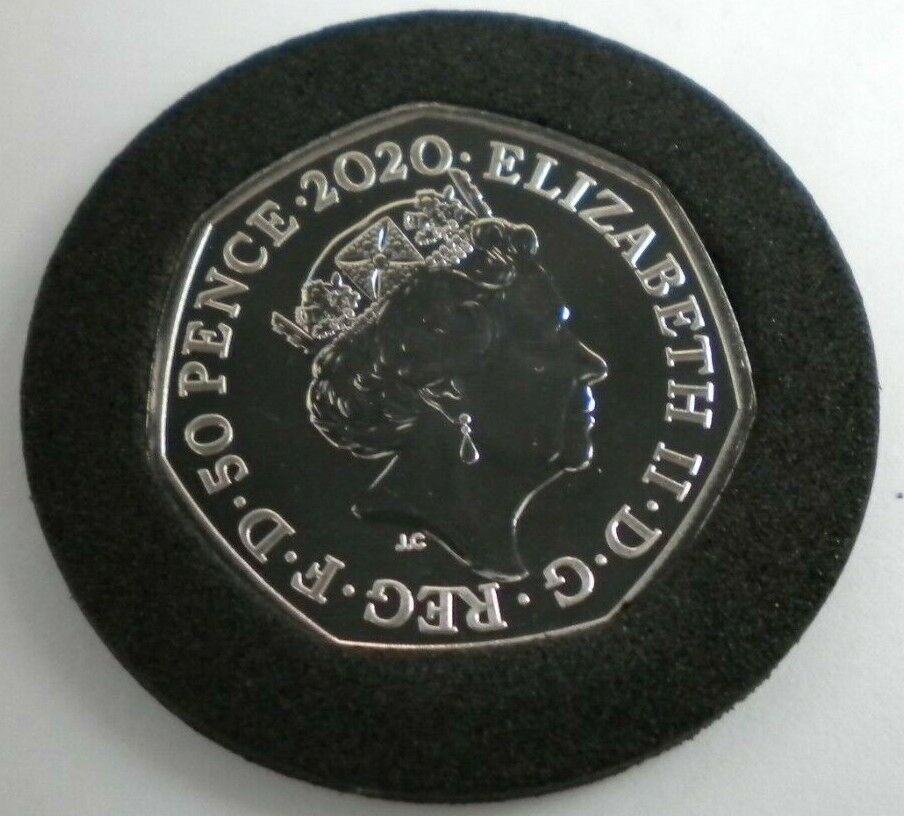 ELIZABETH II · D · G · REG · F · D · 50 PENCE · 2020 ·
JC